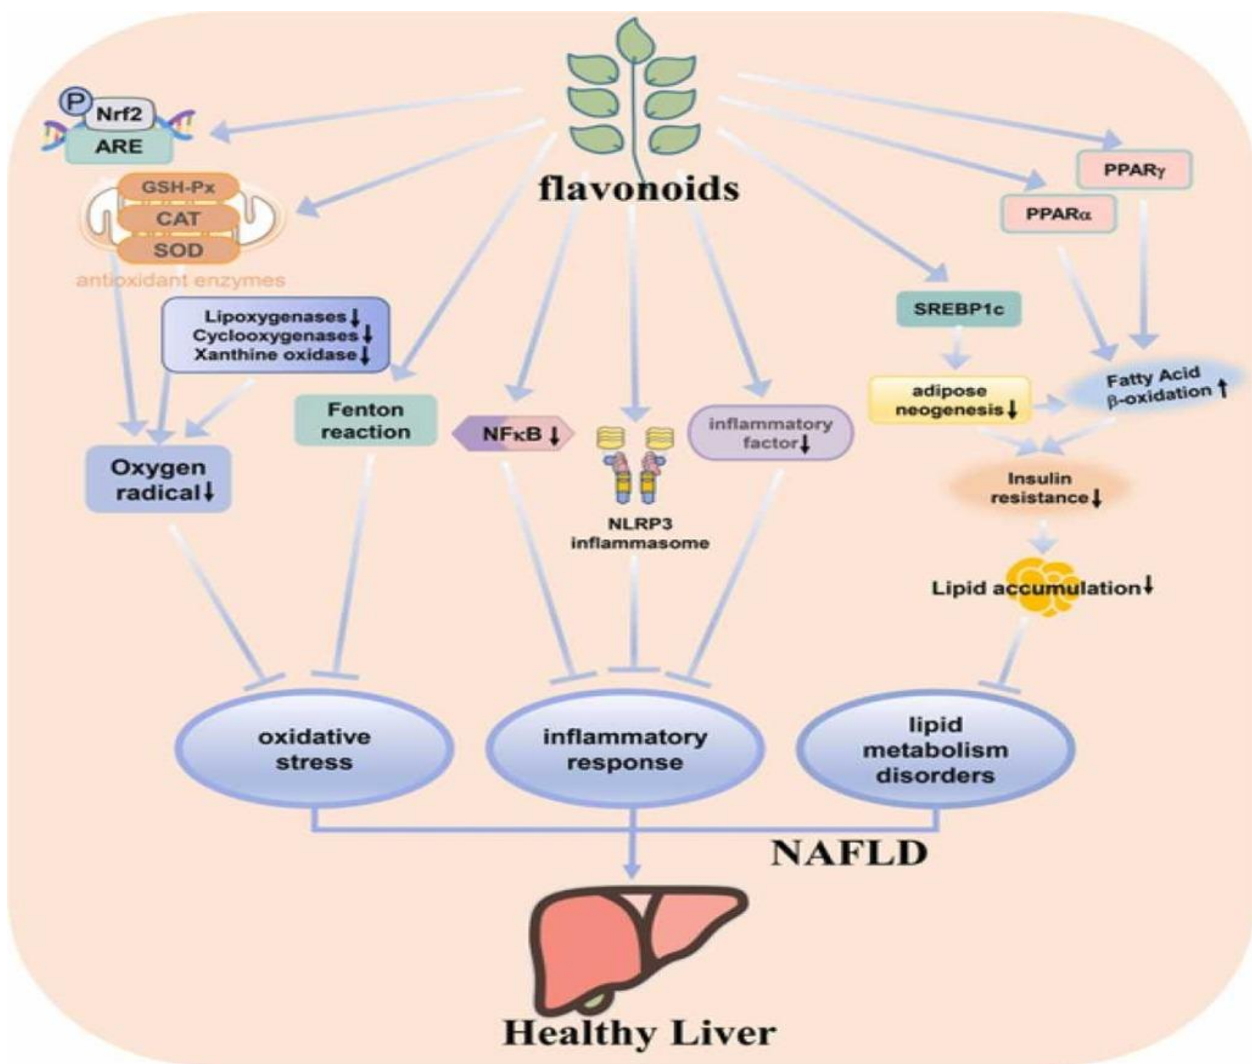 flavonoids
P
Nrf2
ARE
GSH-Px
CAT
SOD
antioxidant enzymes
Lipoxygenases↓
Cyclooxygenases↓
Xanthine oxidase↓
Oxygen
radical↓
Fenton
reaction
NFκB ↓
NLRP3
inflammasome
inflammatory
factor↓
SREBP1c
adipose
neogenesis↓
PPARγ
PPARα
Fatty Acid
β-oxidation ↑
Insulin
resistance↓
Lipid accumulation↓
oxidative
stress
inflammatory
response
lipid
metabolism
disorders
NAFLD
Healthy Liver